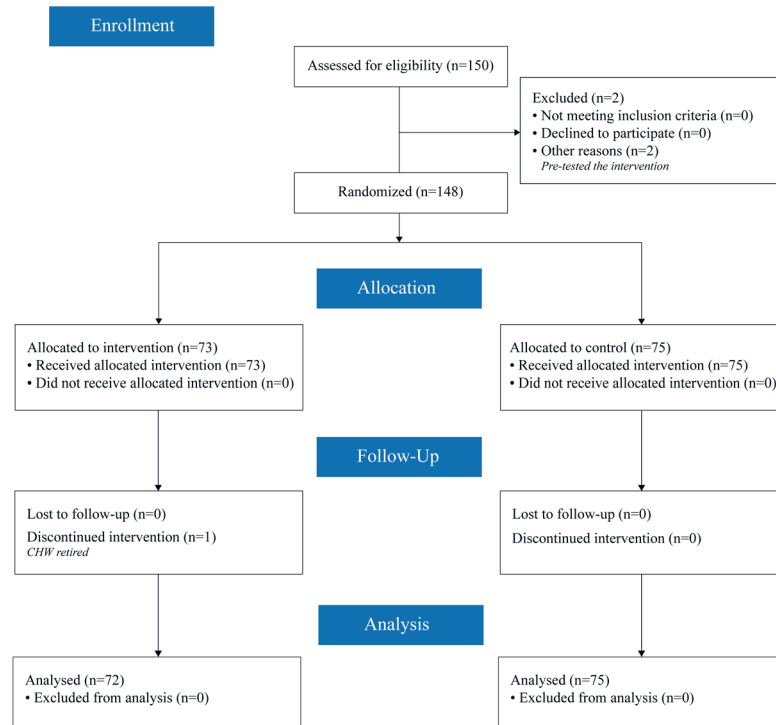 Enrollment
Assessed for eligibility (n=150)
Excluded (n=2)
• Not meeting inclusion criteria (n=0)
• Declined to participate (n=0)
• Other reasons (n=2)
Pre-tested the intervention
Randomized (n=148)
Allocation
Allocated to intervention (n=73)
• Received allocated intervention (n=73)
• Did not receive allocated intervention (n=0)
Allocated to control (n=75)
• Received allocated intervention (n=75)
• Did not receive allocated intervention (n=0)
Follow-Up
Lost to follow-up (n=0)
Discontinued intervention (n=1)
CHW retired
Lost to follow-up (n=0)
Discontinued intervention (n=0)
Analysis
Analysed (n=72)
• Excluded from analysis (n=0)
Analysed (n=75)
• Excluded from analysis (n=0)